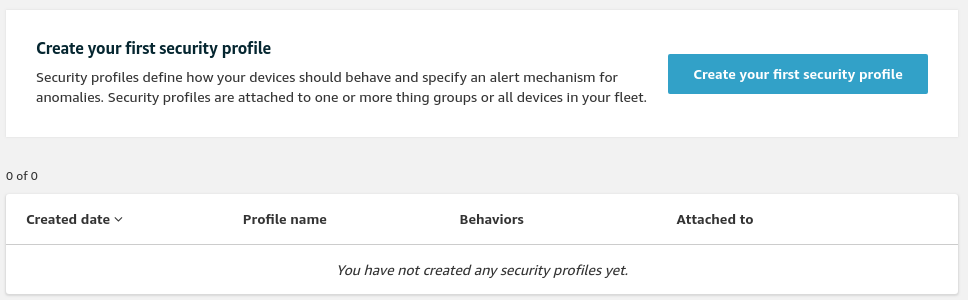 Create your first security profile
Security profiles define how your devices should behave and specify an alert mechanism for
anomalies. Security profiles are attached to one or more thing groups or all devices in your fleet.
Create your first security profile
0 of 0
Created date Profile name Behaviors Attached to
You have not created any security profiles yet.